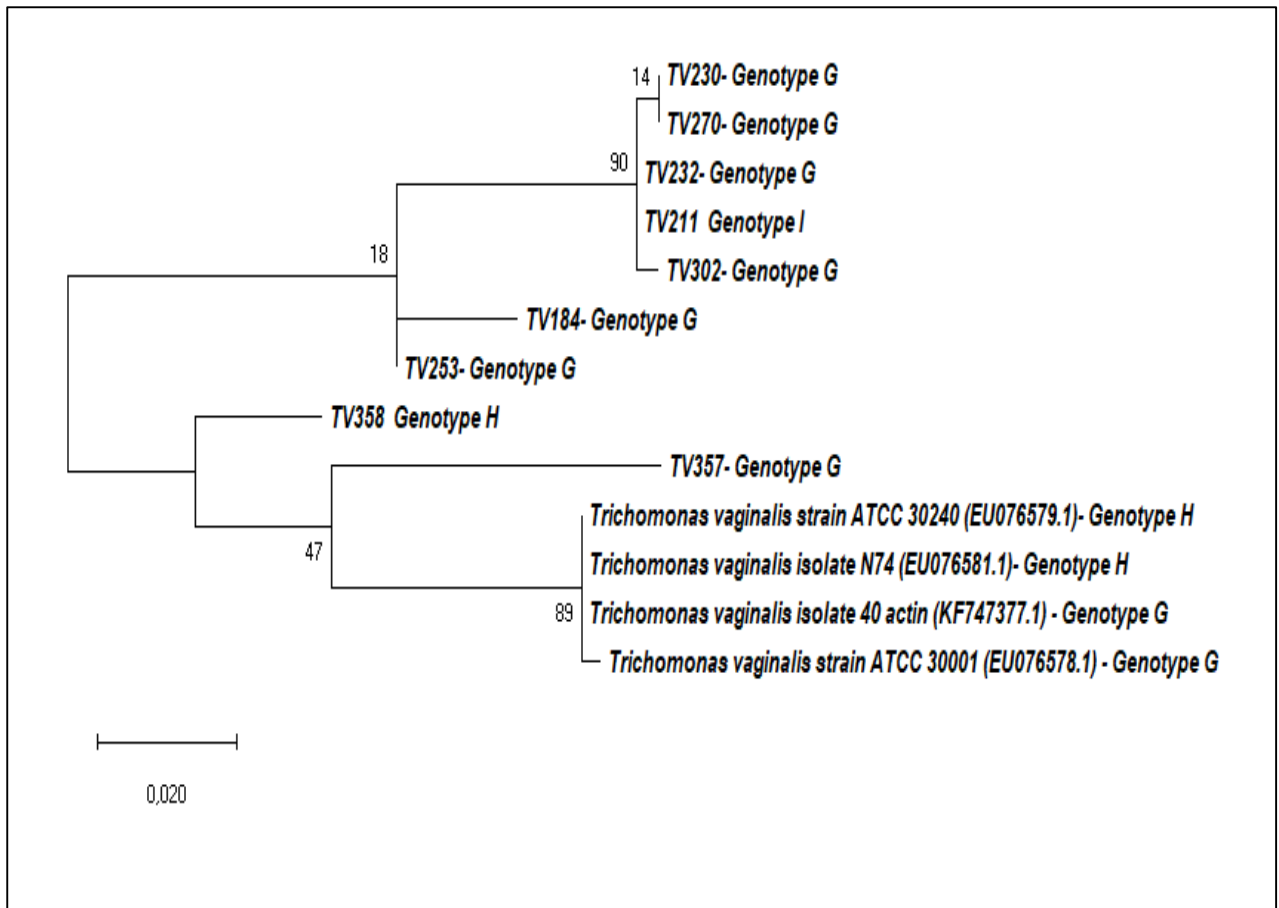 14
TV230- Genotype G
TV270- Genotype G
90
TV232- Genotype G
TV211 Genotype I
18
TV302- Genotype G
TV184- Genotype G
TV253- Genotype G
TV358 Genotype H
TV357- Genotype G
Trichomonas vaginalis strain ATCC 30240 (EU076579.1)- Genotype H
47
Trichomonas vaginalis isolate N74 (EU076581.1)- Genotype H
89
Trichomonas vaginalis isolate 40 actin (KF747377.1) - Genotype G
Trichomonas vaginalis strain ATCC 30001 (EU076578.1) - Genotype G
0,020